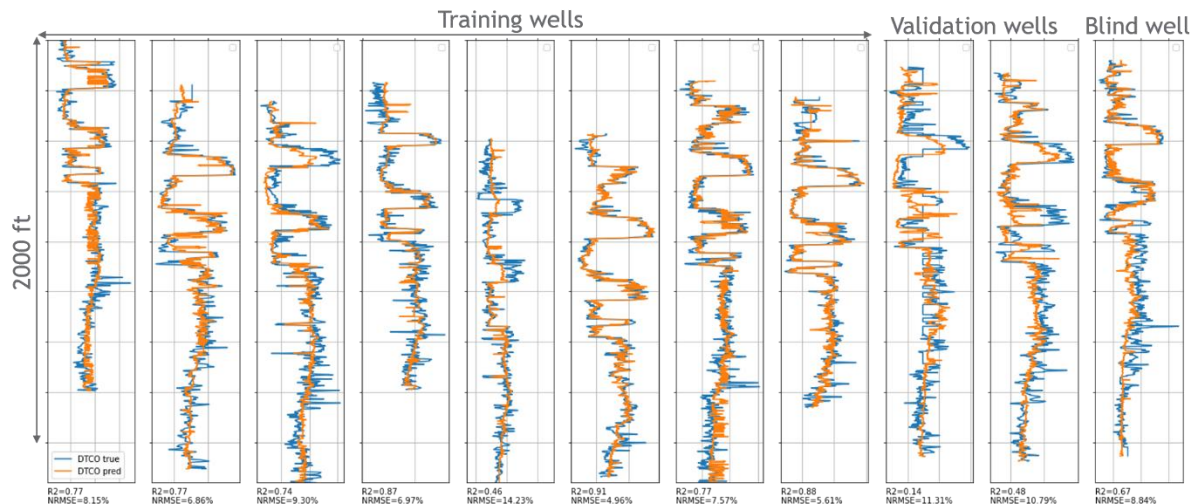 Training wells
Validation wells
Blind well
2000 ft
DTCO true
DTCO pred
R2=0.77
NRMSE=8.15%
R2=0.77
NRMSE=6.86%
R2=0.74
NRMSE=9.30%
R2=0.87
NRMSE=6.97%
R2=0.46
NRMSE=14.23%
R2=0.91
NRMSE=4.96%
R2=0.77
NRMSE=7.57%
R2=0.88
NRMSE=5.61%
R2=0.14
NRMSE=11.31%
R2=0.48
NRMSE=10.79%
R2=0.67
NRMSE=8.84%